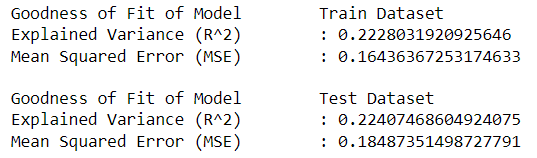 Goodness of Fit of Model Train Dataset
Explained Variance (R^2) : 0.2228031920925646
Mean Squared Error (MSE) : 0.16436367253174633
Goodness of Fit of Model Test Dataset
Explained Variance (R^2) : 0.22407468604924075
Mean Squared Error (MSE) : 0.18487351498727791